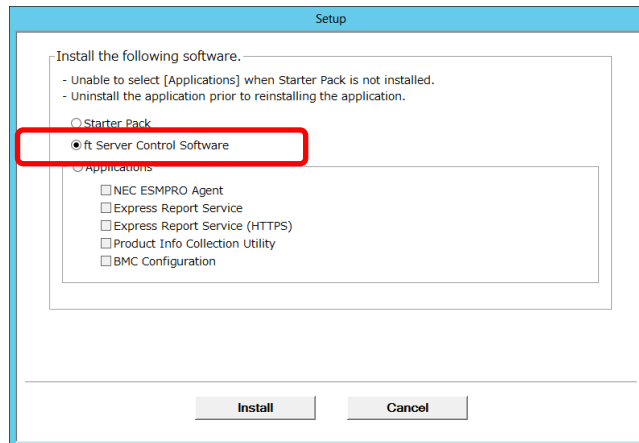 Setup
Install the following software.
- Unable to select [Applications] when Starter Pack is not installed.
- Uninstall the application prior to reinstalling the application.
Starter Pack
ft Server Control Software
Applications
NEC ESMPRO Agent
Express Report Service
Express Report Service (HTTPS)
Product Info Collection Utility
BMC Configuration
Install
Cancel